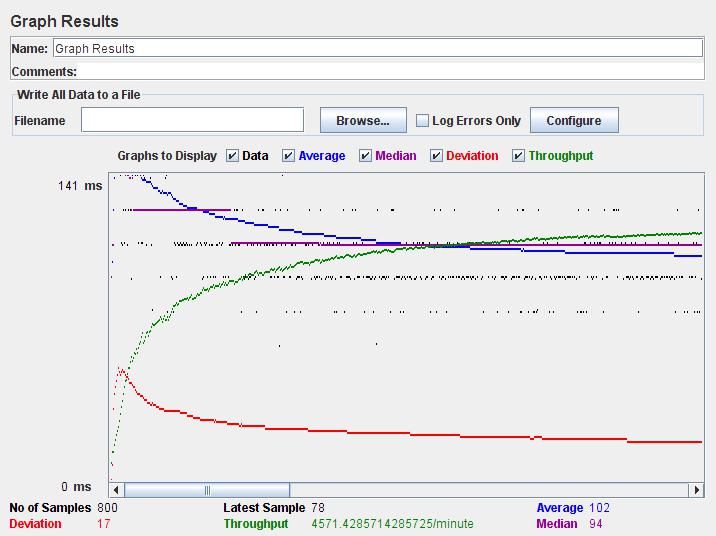 Graph Results
Name: Graph Results
Comments:
Write All Data to a File
Filename Browse... Log Errors Only Configure
Graphs to Display Data Average Median Deviation Throughput
141 ms
0 ms
No of Samples 800 Latest Sample 78 Average 102
Deviation 17 Throughput 4571.4285714285725/minute Median 94